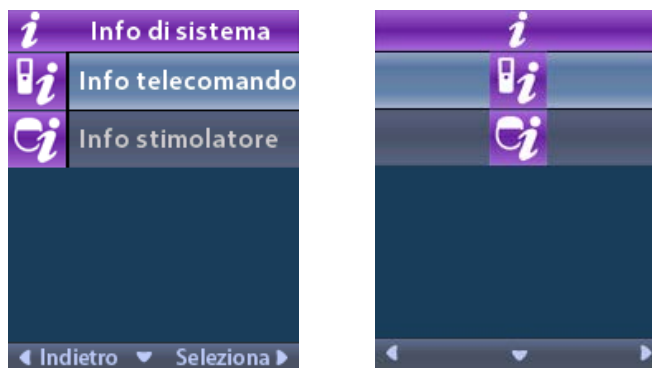 i Info di sistema
i Info telecomando
i Info stimolatore
Indietro Seleziona
i
i
i